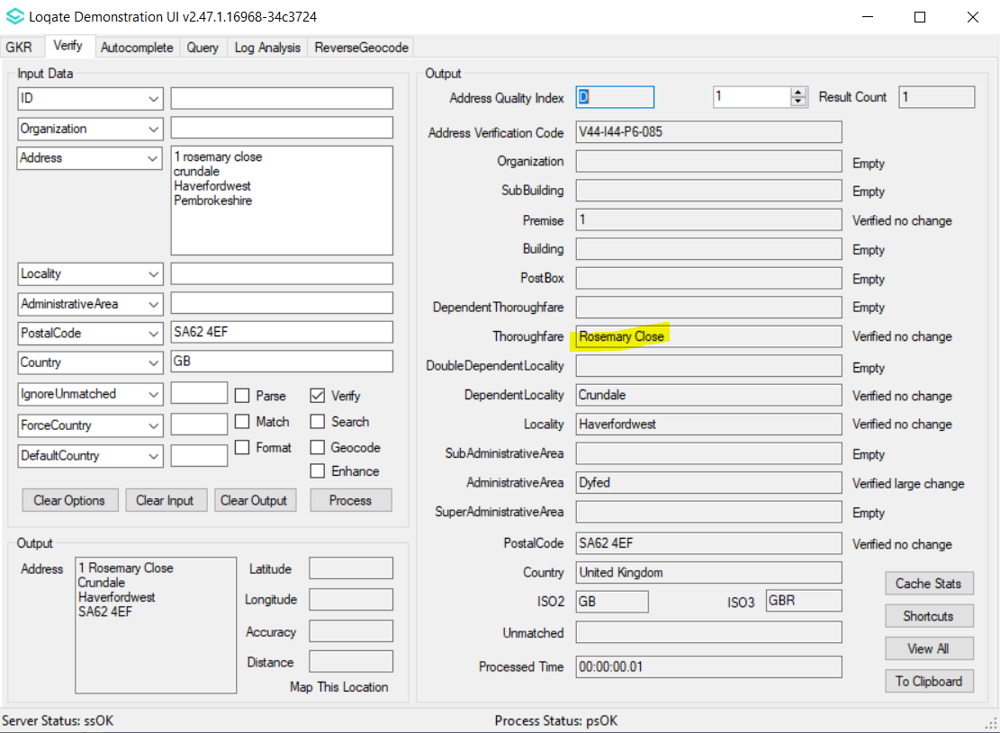 Loqate Demonstration UI v2.47.1.16968-34c3724
GKR Verify Autocomplete Query Log Analysis ReverseGeocode
Input Data
ID
Organization
Address
1 rosemary close
crundale
Haverfordwest
Pembrokeshire
Locality
AdministrativeArea
PostalCode SA62 4EF
Country GB
IgnoreUnmatched Parse Verify
ForceCountry Match Search
DefaultCountry Format Geocode
Enhance
Clear Options Clear Input Clear Output Process
Output
Address
1 Rosemary Close
Crundale
Haverfordwest
SA62 4EF
Latitude
Longitude
Accuracy
Distance
Map This Location
Output
Address Quality Index D 1 Result Count 1
Address Verification Code V44-I44-P6-085
Organization Empty
SubBuilding Empty
Premise 1 Verified no change
Building Empty
PostBox Empty
DependentThoroughfare Empty
Thoroughfare Rosemary Close Verified no change
DoubleDependentLocality Empty
DependentLocality Crundale Verified no change
Locality Haverfordwest Verified no change
SubAdministrativeArea Empty
AdministrativeArea Dyfed Verified large change
SuperAdministrativeArea Empty
PostalCode SA62 4EF Verified no change
Country United Kingdom
ISO2 GB ISO3 GBR
Unmatched
Processed Time 00:00:00.01
Cache Stats
Shortcuts
View All
To Clipboard
Server Status: ssOK Process Status: psOK